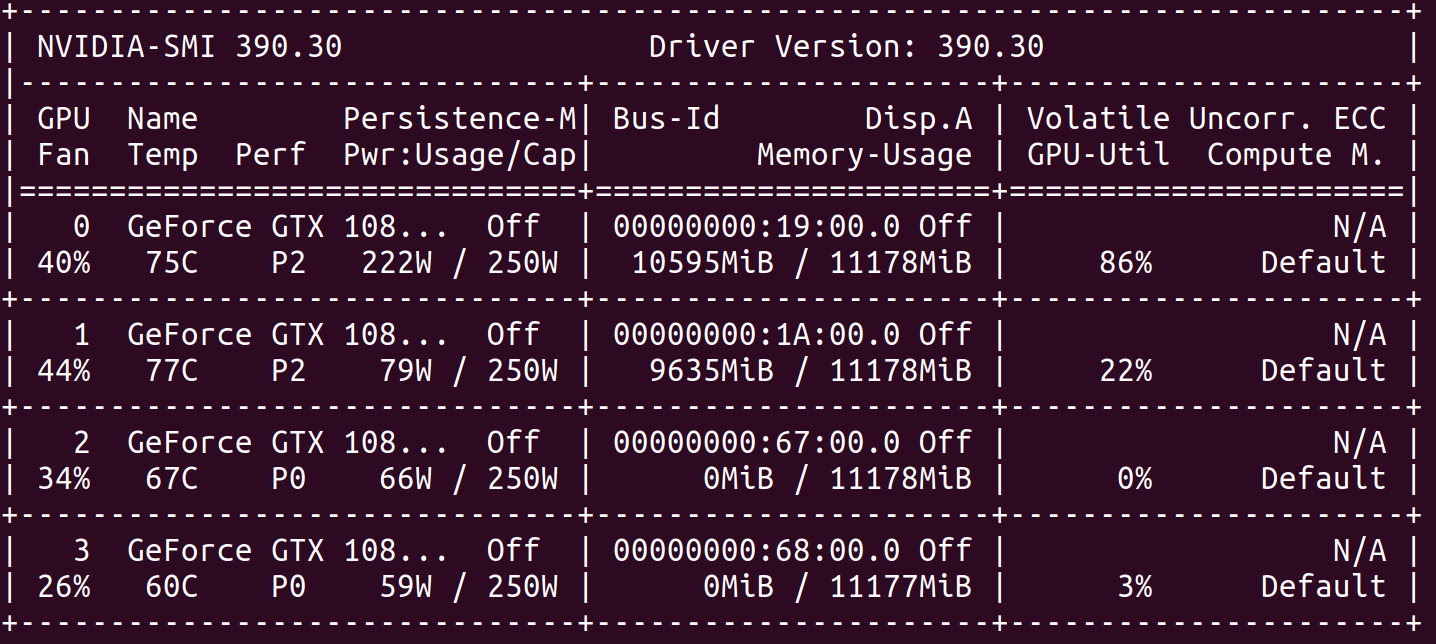 +-----------------------------------------------------------------------------+
| NVIDIA-SMI 390.30                 Driver Version: 390.30                    |
|-------------------------------+----------------------+----------------------+
| GPU  Name        Persistence-M| Bus-Id        Disp.A | Volatile Uncorr. ECC |
| Fan  Temp  Perf  Pwr:Usage/Cap|         Memory-Usage | GPU-Util  Compute M. |
|===============================+======================+======================|
|   0  GeForce GTX 108...  Off  | 00000000:19:00.0 Off |                  N/A |
| 40%   75C    P2   222W / 250W |  10595MiB / 11178MiB |     86%      Default |
+-------------------------------+----------------------+----------------------+
|   1  GeForce GTX 108...  Off  | 00000000:1A:00.0 Off |                  N/A |
| 44%   77C    P2    79W / 250W |   9635MiB / 11178MiB |     22%      Default |
+-------------------------------+----------------------+----------------------+
|   2  GeForce GTX 108...  Off  | 00000000:67:00.0 Off |                  N/A |
| 34%   67C    P0    66W / 250W |      0MiB / 11178MiB |      0%      Default |
+-------------------------------+----------------------+----------------------+
|   3  GeForce GTX 108...  Off  | 00000000:68:00.0 Off |                  N/A |
| 26%   60C    P0    59W / 250W |      0MiB / 11177MiB |      3%      Default |
+-------------------------------+----------------------+----------------------+